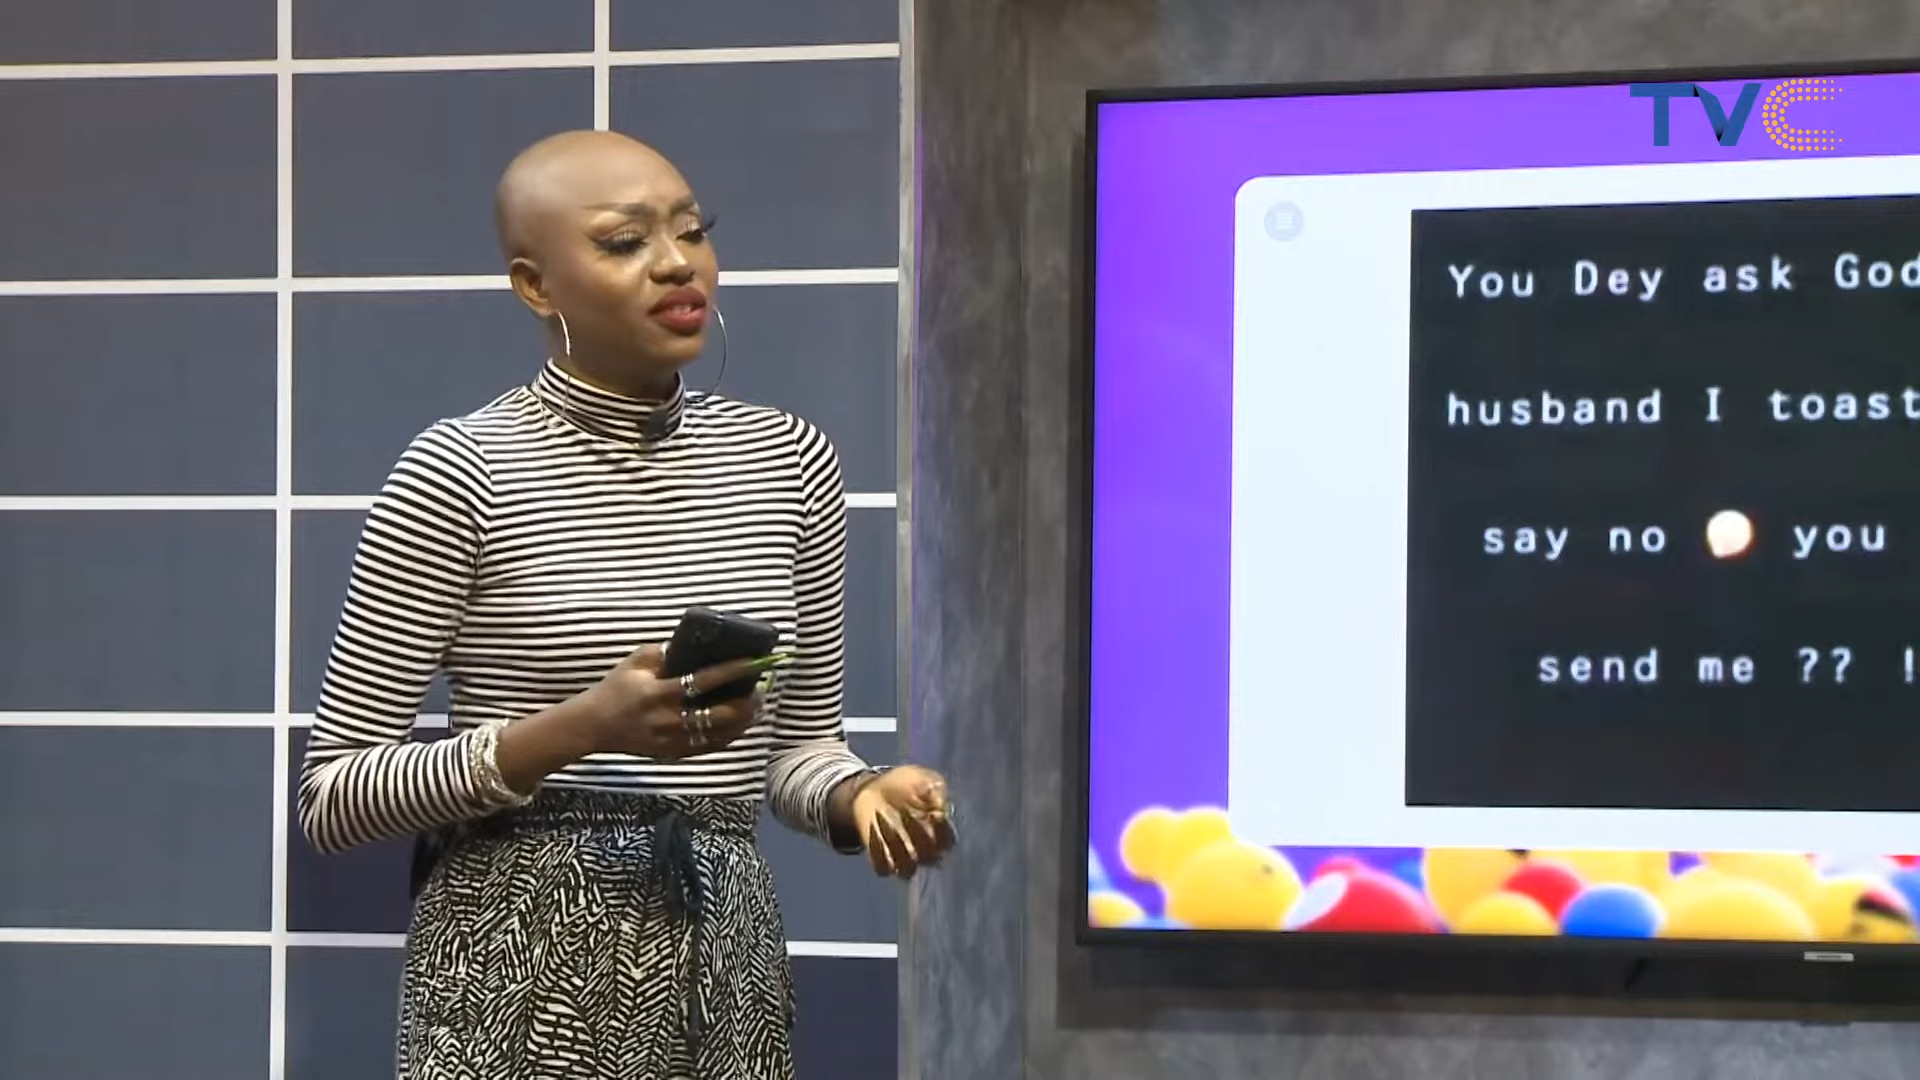 TVC
You Dey ask God
husband I toast
say no you
send me ?? !